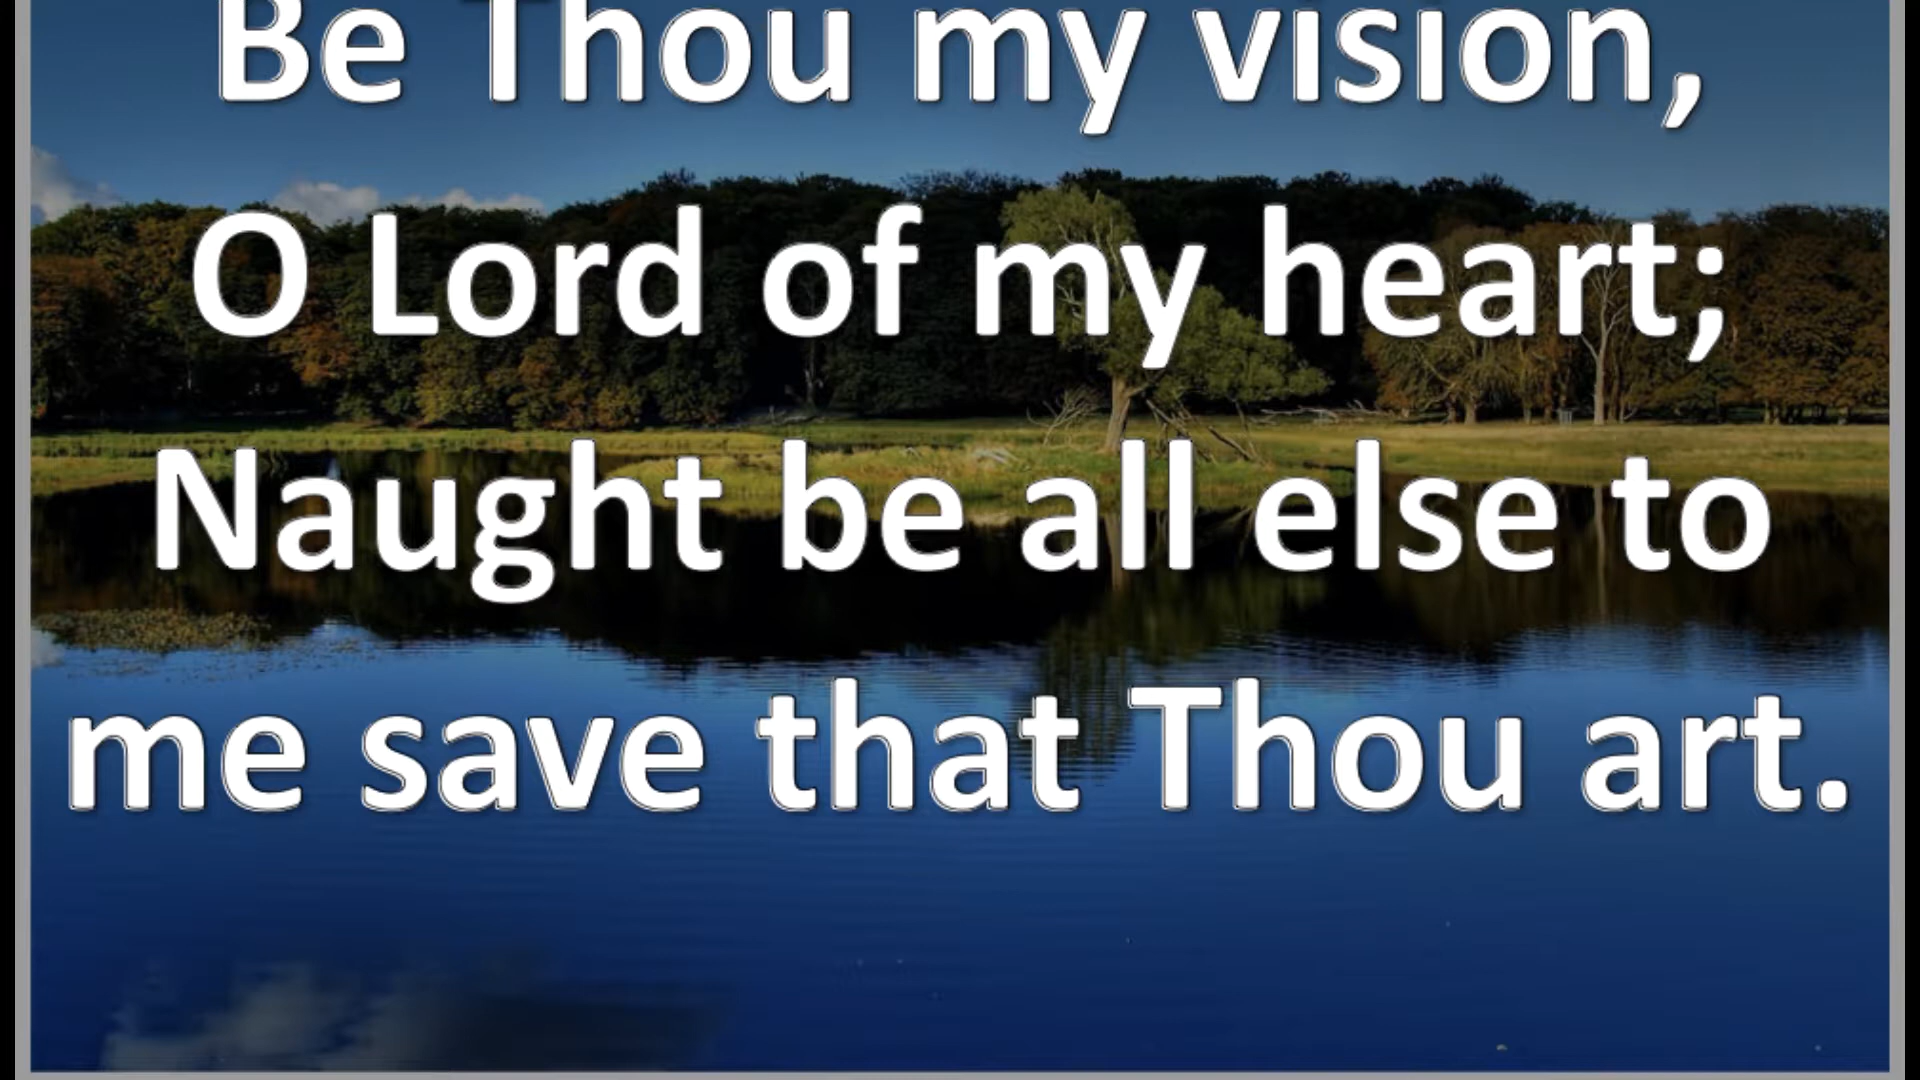 Be Thou my vision,
O Lord of my heart;
Naught be all else to
me save that Thou art.